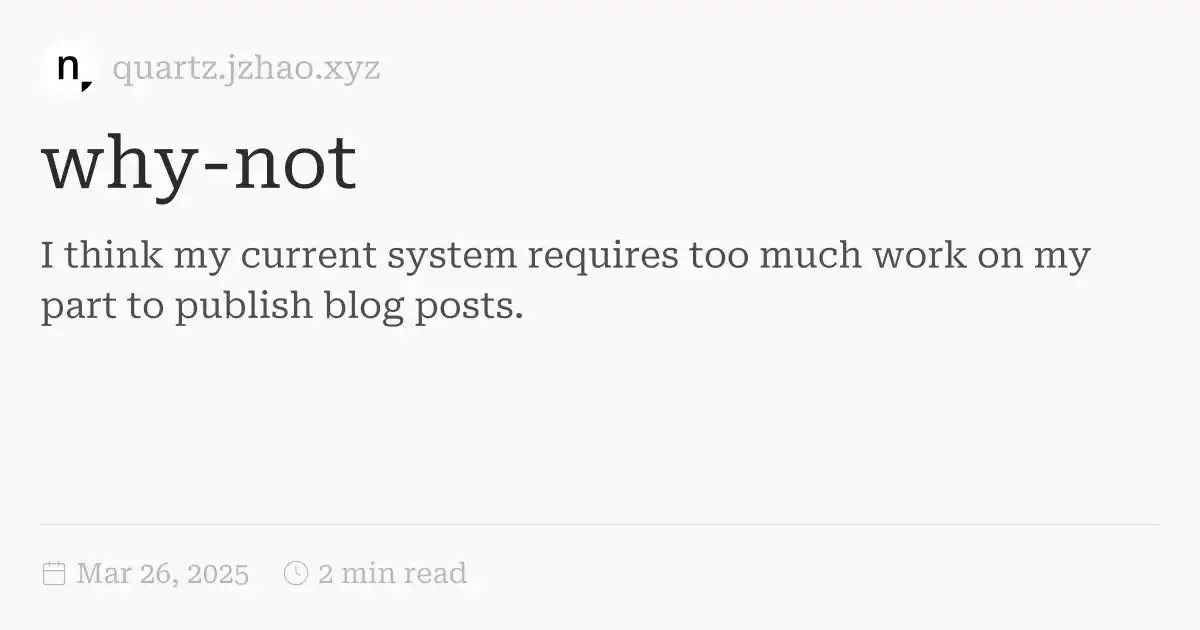 n
quartz.jzhao.xyz
why-not
I think my current system requires too much work on my
part to publish blog posts.
Mar 26, 2025 2 min read